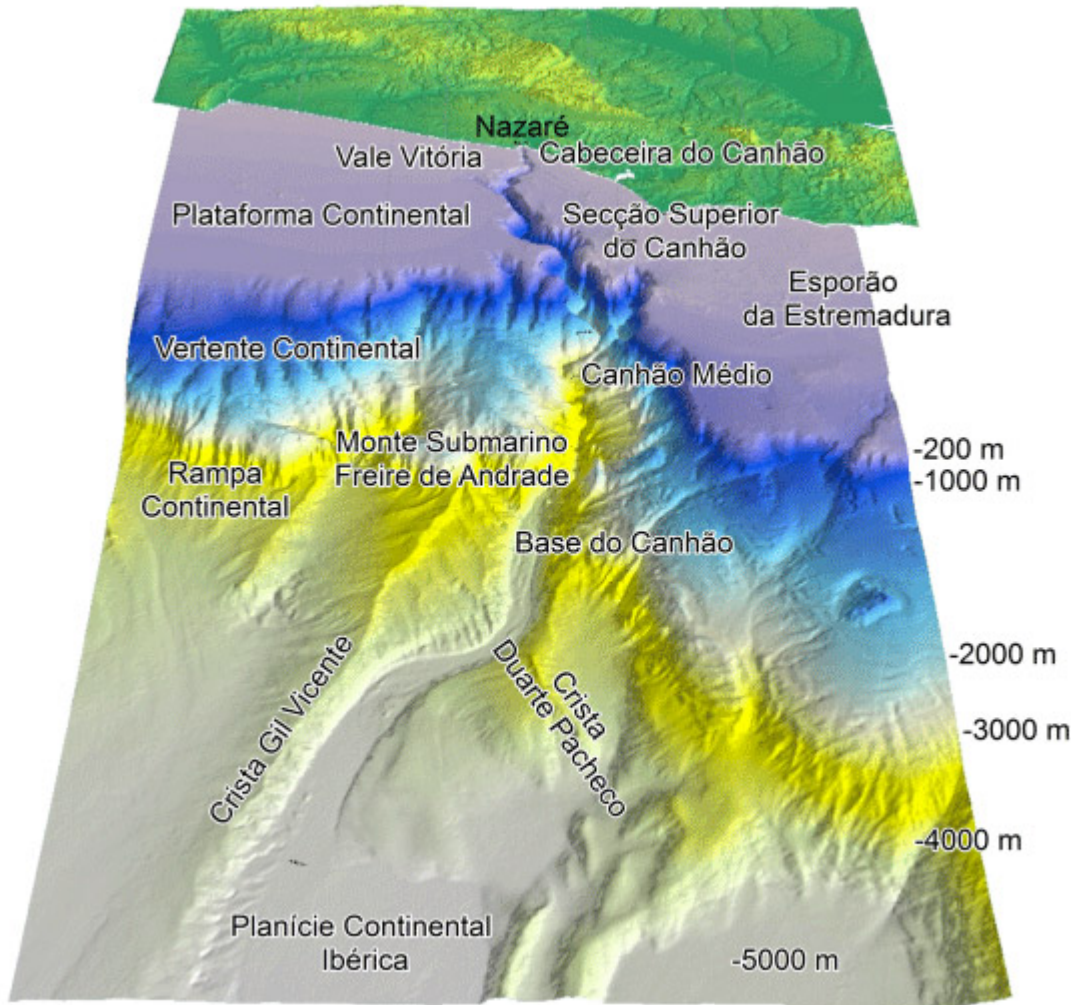 Nazaré
Vale Vitória
Cabeceira do Canhão
Plataforma Continental
Secção Superior
do Canhão
Esporão
da Estremadura
Vertente Continental
Canhão Médio
Monte Submarino
Freire de Andrade
-200 m
-1000 m
Rampa
Continental
Base do Canhão
-2000 m
Crista Gil Vicente
Crista
Duarte Pacheco
-3000 m
-4000 m
Planície Continental
Ibérica
-5000 m